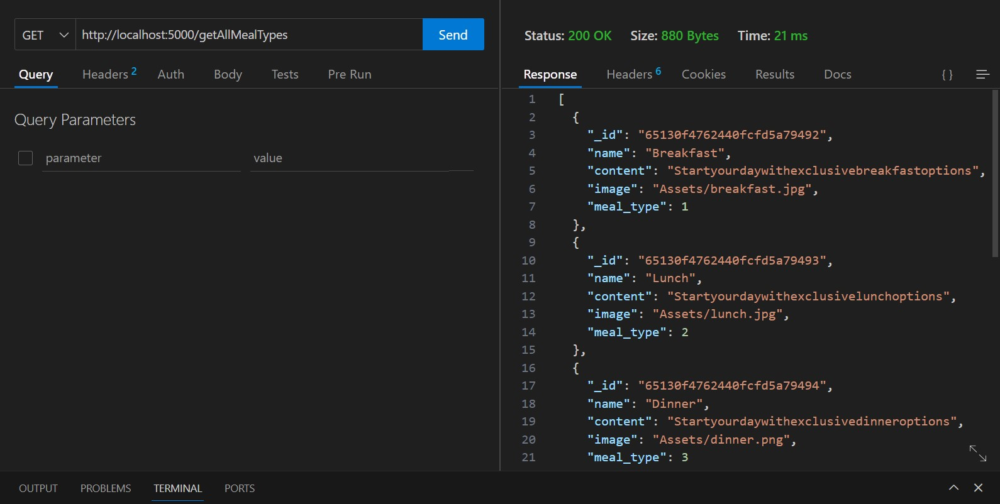 GET http://localhost:5000/getAllMealTypes Send
Query Headers 2 Auth Body Tests Pre Run
Query Parameters
parameter value
Status: 200 OK Size: 880 Bytes Time: 21 ms
Response Headers 6 Cookies Results Docs { }
1 [
2 {
3 "_id": "65130f4762440fcfd5a79492",
4 "name": "Breakfast",
5 "content": "Startyourdaywithexclusivebreakfastoptions",
6 "image": "Assets/breakfast.jpg",
7 "meal_type": 1
8 },
9 {
10 "_id": "65130f4762440fcfd5a79493",
11 "name": "Lunch",
12 "content": "Startyourdaywithexclusivelunchoptions",
13 "image": "Assets/lunch.jpg",
14 "meal_type": 2
15 },
16 {
17 "_id": "65130f4762440fcfd5a79494",
18 "name": "Dinner",
19 "content": "Startyourdaywithexclusivedinneroptions",
20 "image": "Assets/dinner.png",
21 "meal_type": 3
OUTPUT PROBLEMS TERMINAL PORTS